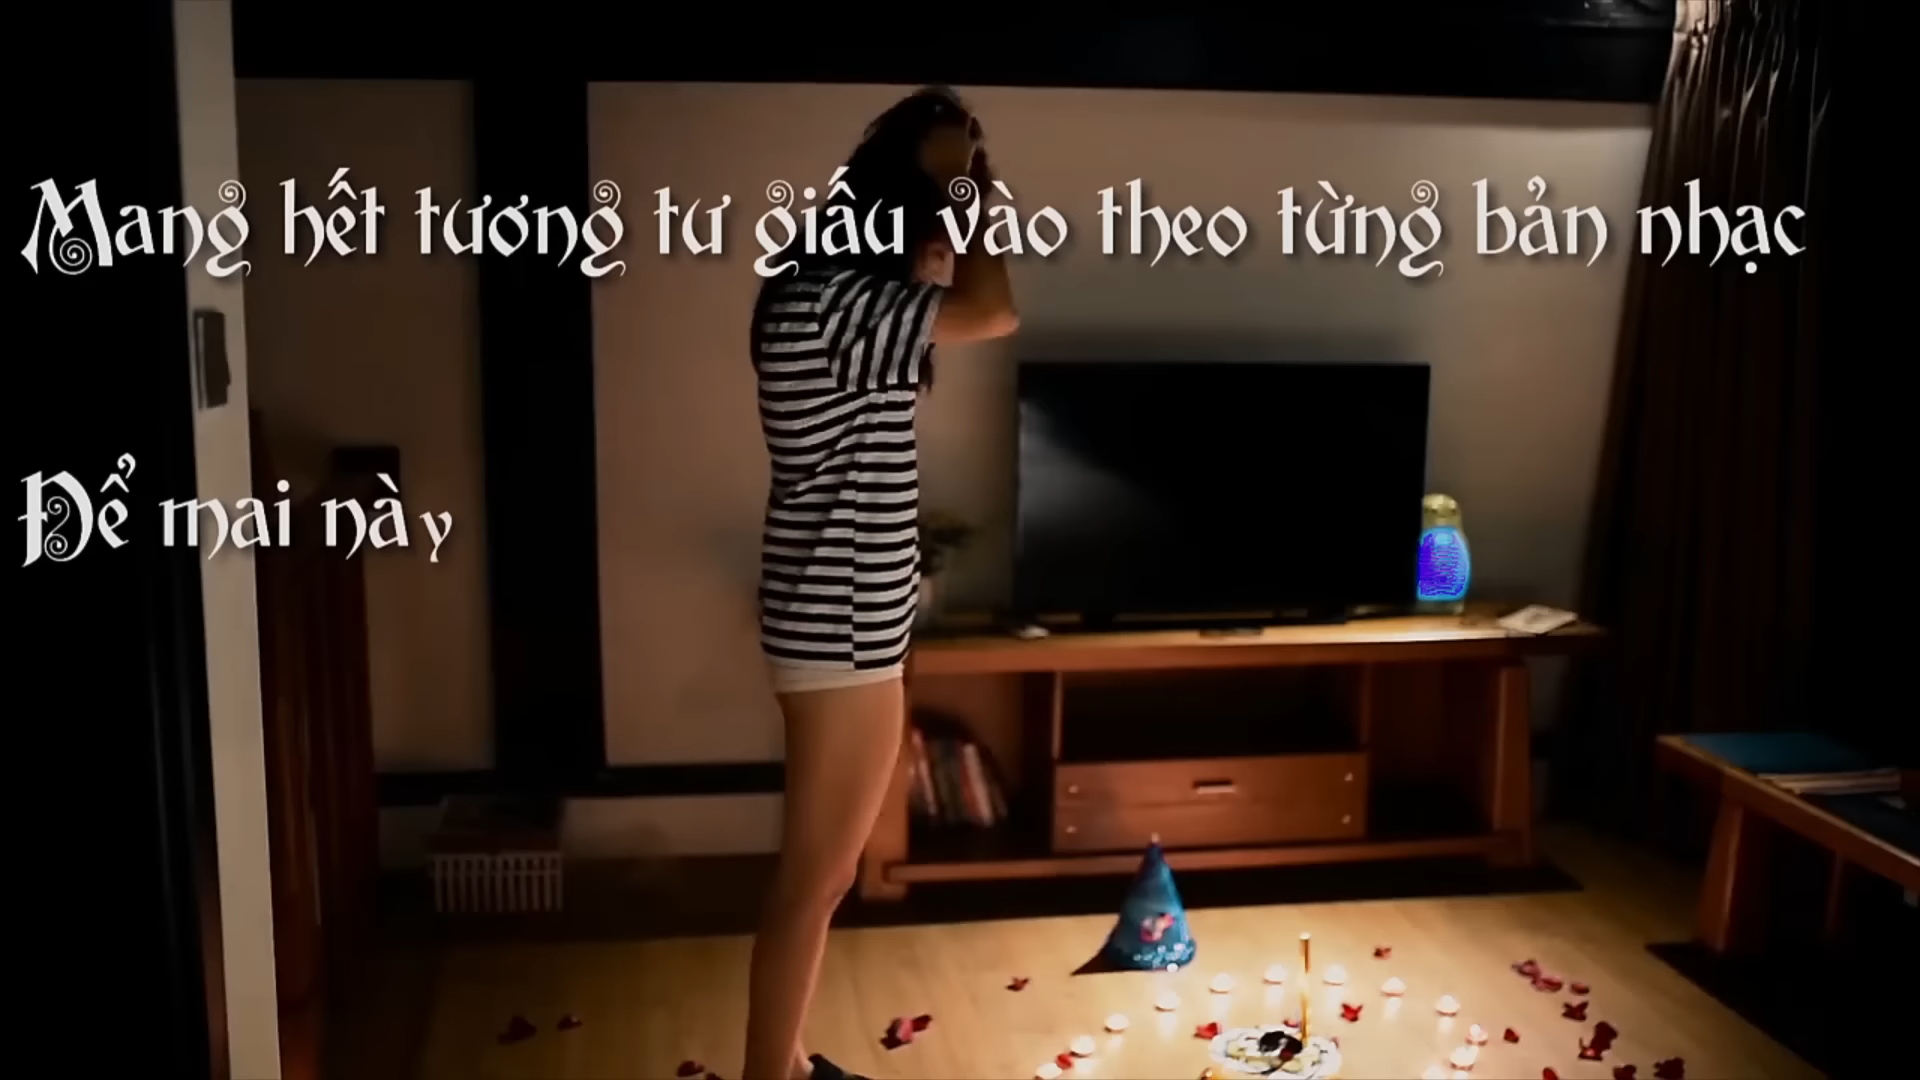 Mang hết tương tư giấu vào theo từng bản nhạc
Để mai này